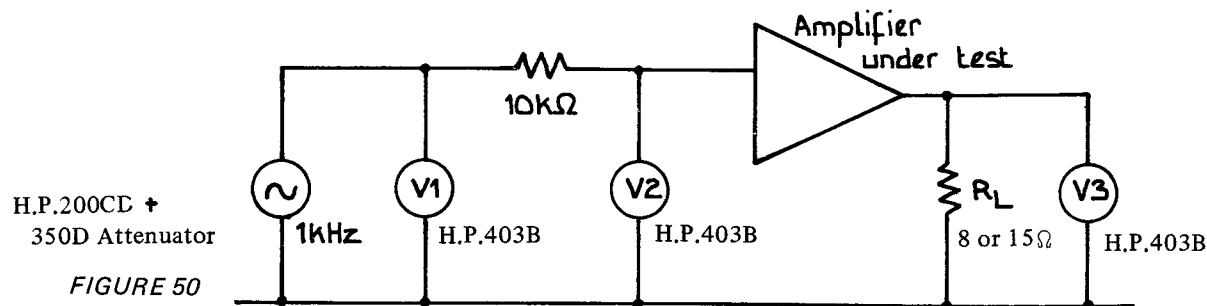 Amplifier
under test
10kΩ
V1
V2
V3
R_L
H.P.200CD +
350D Attenuator
1kHz
H.P.403B
H.P.403B
8 or 15Ω
H.P.403B
FIGURE 50